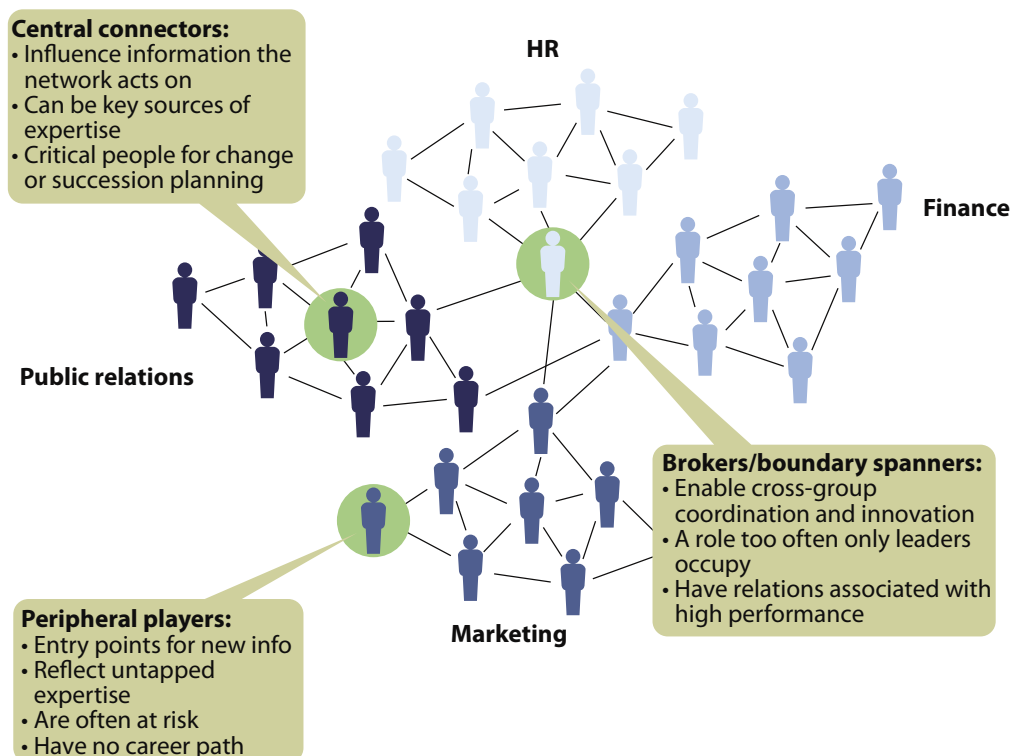 Central connectors:
• Influence information the
network acts on
• Can be key sources of
expertise
• Critical people for change
or succession planning
HR
Finance
Public relations
Brokers/boundary spanners:
• Enable cross-group
coordination and innovation
• A role too often only leaders
occupy
• Have relations associated with
high performance
Marketing
Peripheral players:
• Entry points for new info
• Reflect untapped
expertise
• Are often at risk
• Have no career path